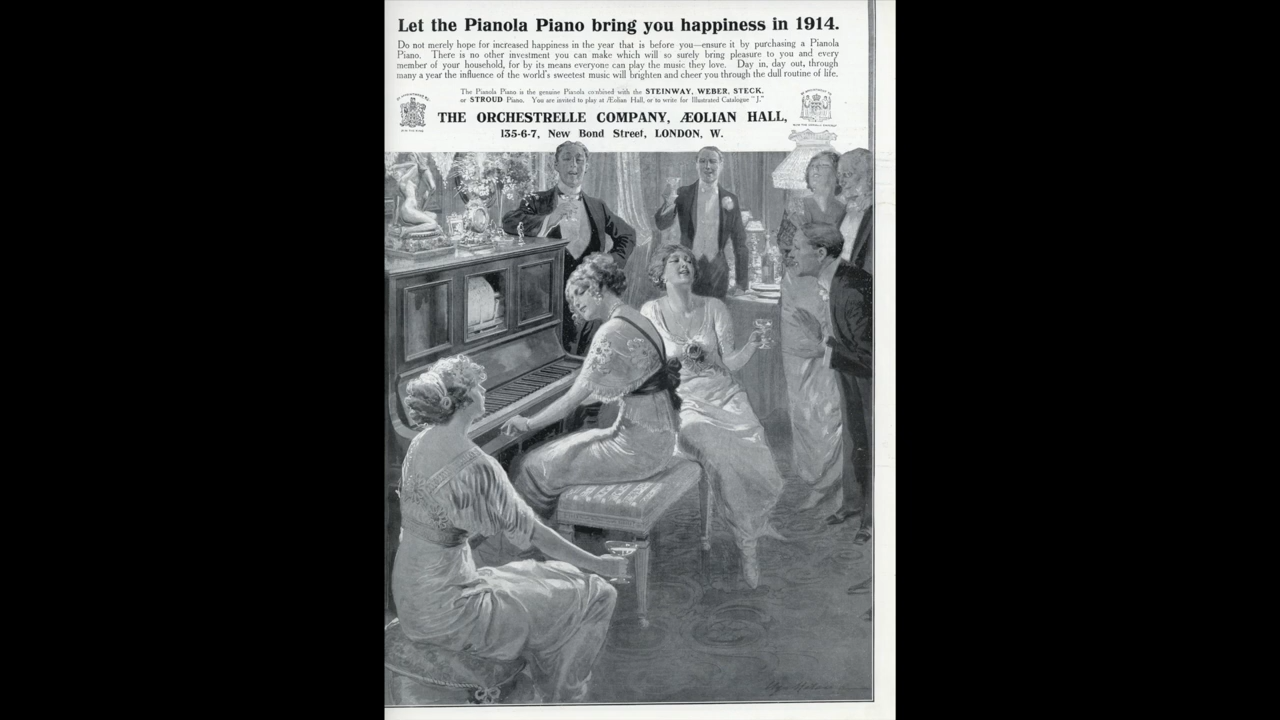 Let the Pianola Piano bring you happiness in 1914.
Do not merely hope for increased happiness in the year that is before you—ensure it by purchasing a Pianola
Piano. There is no other investment you can make which will so surely bring pleasure to you and every
member of your household, for by its means everyone can play the music they love. Day in, day out, through
many a year the influence of the world's sweetest music will brighten and cheer you through the dull routine of life.
The Pianola Piano is the genuine Pianola combined with the STEINWAY, WEBER, STECK,
or STROUD Piano. You are invited to play at Æolian Hall, or to write for Illustrated Catalogue "J."
THE ORCHESTRELLE COMPANY, ÆOLIAN HALL,
135-6-7, New Bond Street, LONDON, W.